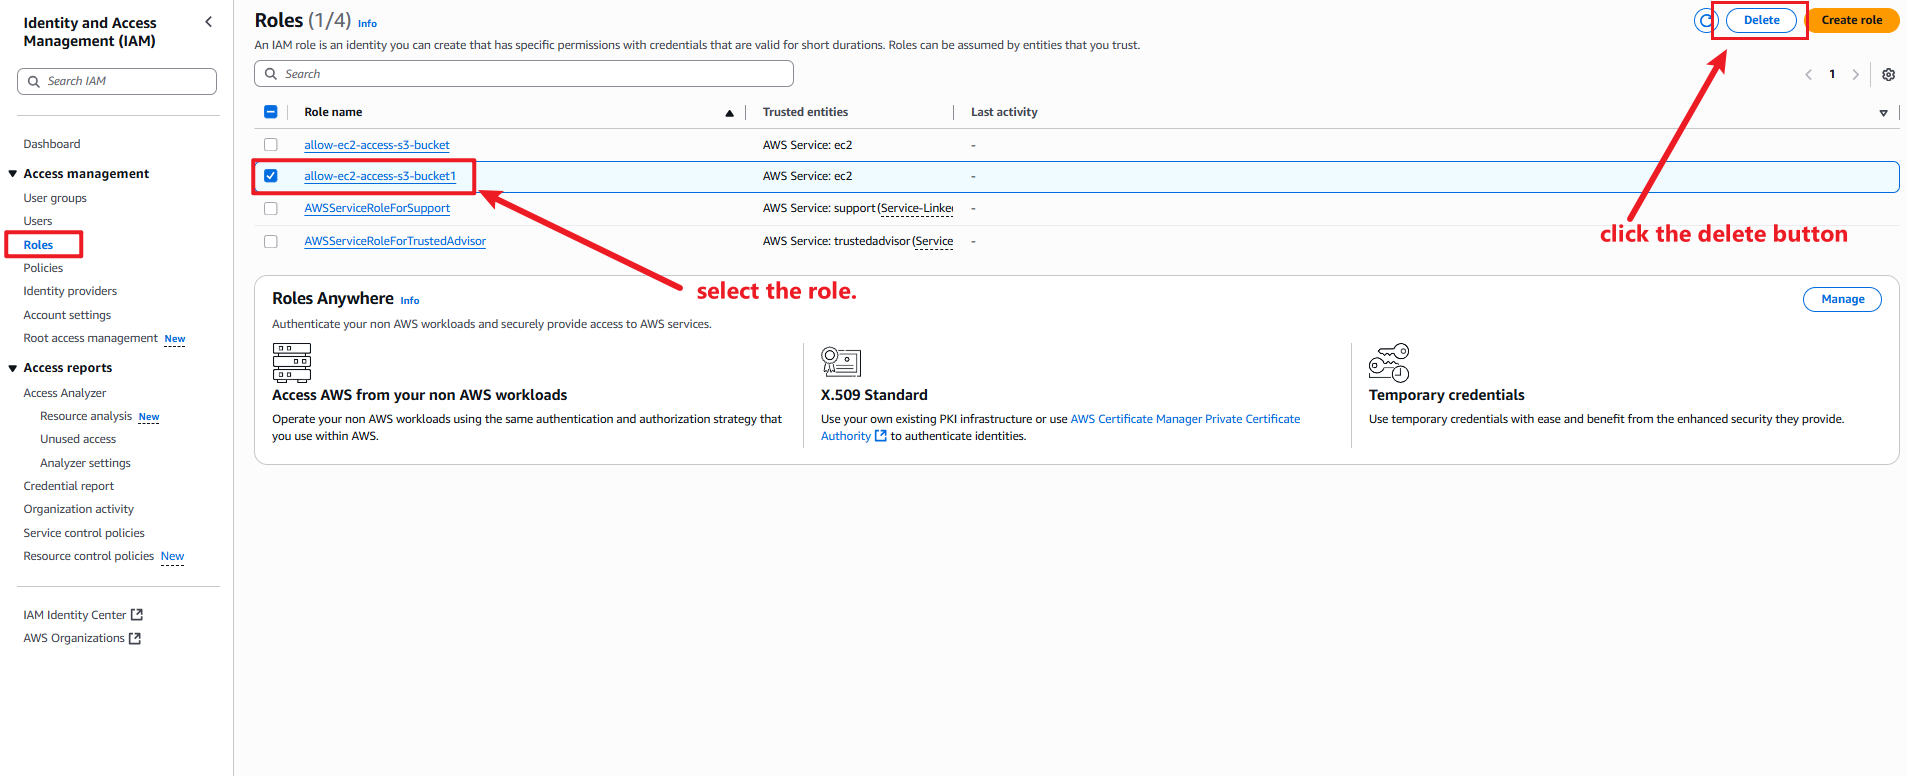 Identity and Access
Management (IAM)
Search IAM
Dashboard
Access management
User groups
Users
Roles
Policies
Identity providers
Account settings
Root access management New
Access reports
Access Analyzer
Resource analysis New
Unused access
Analyzer settings
Credential report
Organization activity
Service control policies
Resource control policies New
IAM Identity Center
AWS Organizations
Roles (1/4) Info
Delete
Create role
An IAM role is an identity you can create that has specific permissions with credentials that are valid for short durations. Roles can be assumed by entities that you trust.
Search
1
Role name Trusted entities Last activity
allow-ec2-access-s3-bucket AWS Service: ec2 -
allow-ec2-access-s3-bucket1 AWS Service: ec2 -
AWSServiceRoleForSupport AWS Service: support (Service-Linke -
AWSServiceRoleForTrustedAdvisor AWS Service: trustedadvisor (Service -
click the delete button
select the role.
Roles Anywhere Info
Manage
Authenticate your non AWS workloads and securely provide access to AWS services.
Access AWS from your non AWS workloads
Operate your non AWS workloads using the same authentication and authorization strategy that
you use within AWS.
X.509 Standard
Use your own existing PKI infrastructure or use AWS Certificate Manager Private Certificate
Authority to authenticate identities.
Temporary credentials
Use temporary credentials with ease and benefit from the enhanced security they provide.